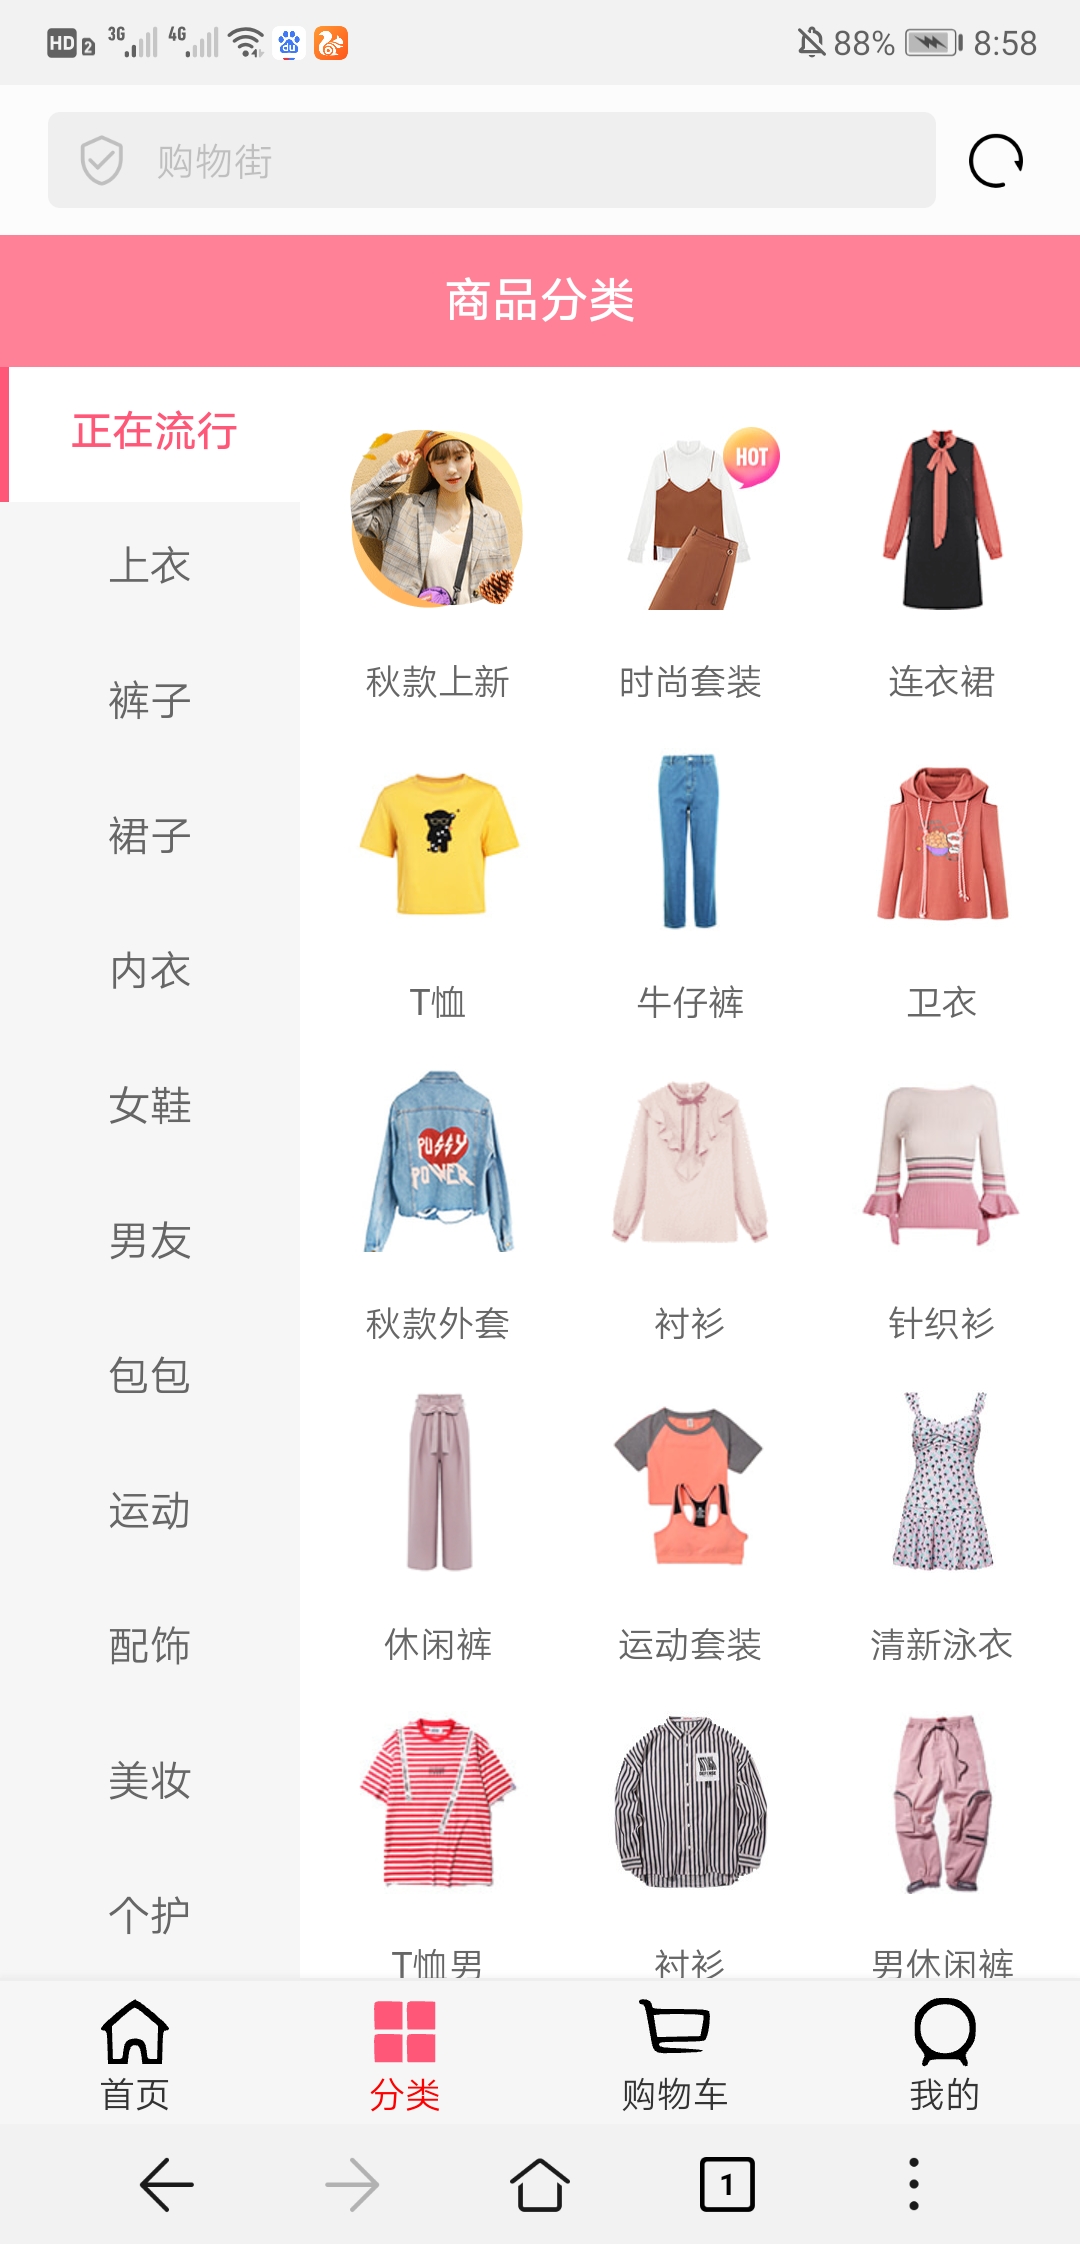 HD 2 3G 4G du 88% 8:58
购物街
商品分类
正在流行
上衣
裤子
裙子
内衣
女鞋
男友
包包
运动
配饰
美妆
个护
HOT
秋款上新 时尚套装 连衣裙
T恤 牛仔裤 卫衣
PUSSY
POWER
秋款外套 衬衫 针织衫
休闲裤 运动套装 清新泳衣
T恤男 衬衫 男休闲裤
首页 分类 购物车 我的
1